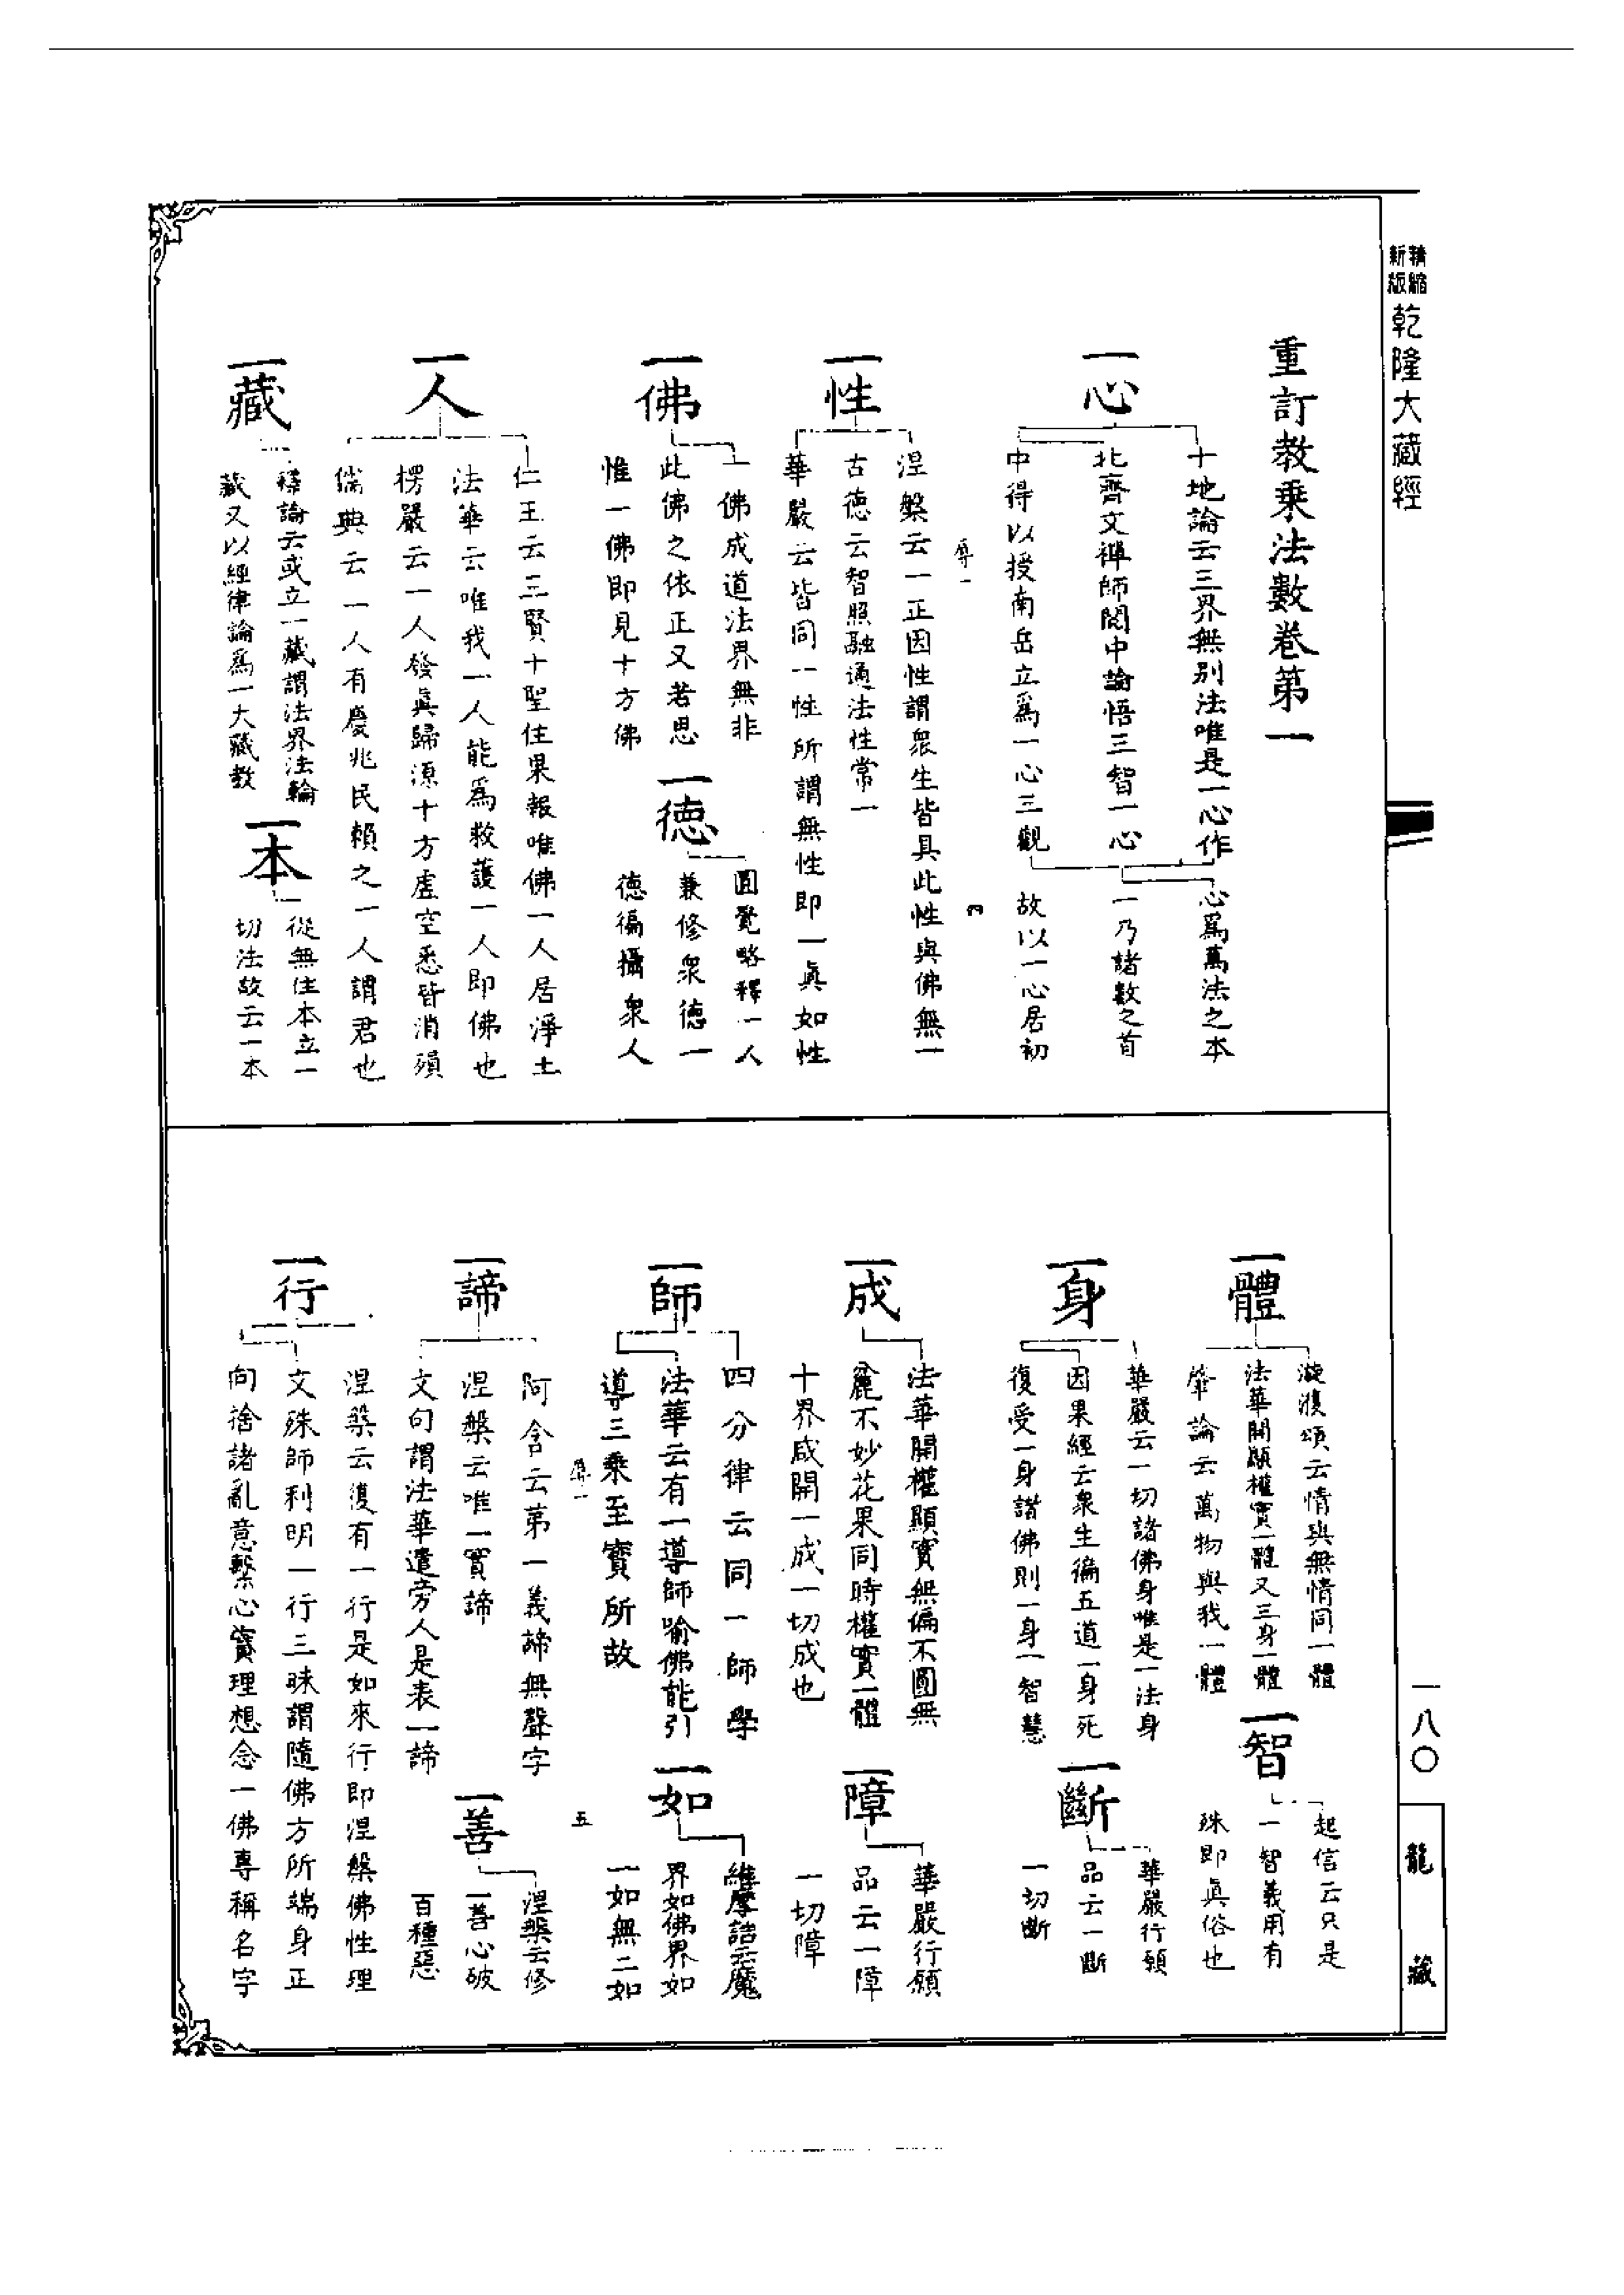 精縮新版
乾隆大藏經
重訂教乘法數卷第一
一心
十地論云三界無別法唯是一心作
北齊文禪師閱中論悟三智一心
中得以授南岳立爲一心三觀
心爲萬法之本
一乃諸數之首
故以一心居初
一性
涅槃云一正因性謂衆生皆具此性與佛無一
古德云智照融通法性常一
華嚴云皆同一性所謂無性即一眞如性
四
一佛
一佛成道法界無非
此佛之依正又若思
惟一佛即見十方佛
一德
圓覺略釋一人
兼修衆德一
德徧攝衆人
一人
仁王云三賢十聖住果報唯佛一人居淨土
法華云唯我一人能爲救護一人即佛也
楞嚴云一人發眞歸源十方虛空悉皆消殞
儒典云一人有慶兆民賴之一人謂君也
一藏
釋論云或立一藏謂法界法輪
藏又以經律論爲一大藏教
一本
從無住本立一
切法故云一本
一體
漩澓頌云情與無情同一體
法華開顯權實一體又三身一體
肇論云萬物與我一體
一智
起信云只是
一智義用有
殊即眞俗也
一身
華嚴云一切諸佛身唯是一法身
因果經云衆生徧五道一身死
復受一身諸佛則一身一智慧
一斷
華嚴行願
品云一斷
一切斷
一成
法華開權顯實無偏不圓無
麤不妙花果同時權實一體
十界咸開一成一切成也
一障
華嚴行願
品云一障
一切障
一師
四分律云同一師學
法華云有一導師喻佛能引
導三乘至寶所故
一如
維摩詰云魔
界如佛界如
一如無二如
五
一諦
阿含云第一義諦無聲字
涅槃云唯一實諦
文句謂法華遣旁人是表一諦
一善
涅槃云修
一善心破
百種惡
一行
涅槃云復有一行是如來行即涅槃佛性理
文殊師利明一行三昧謂隨佛方所端身正
向捨諸亂意繫心實理想念一佛專稱名字
一八〇
龍藏